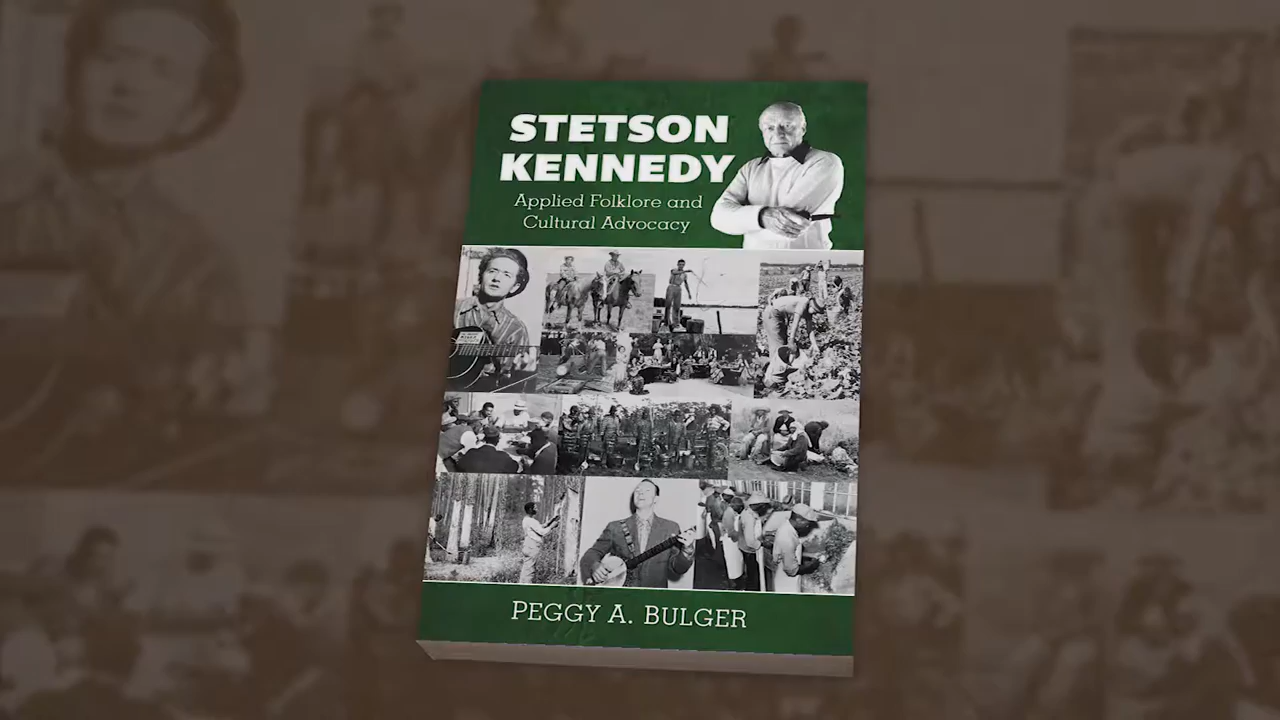 STETSON
KENNEDY
Applied Folklore and
Cultural Advocacy
PEGGY A. BULGER